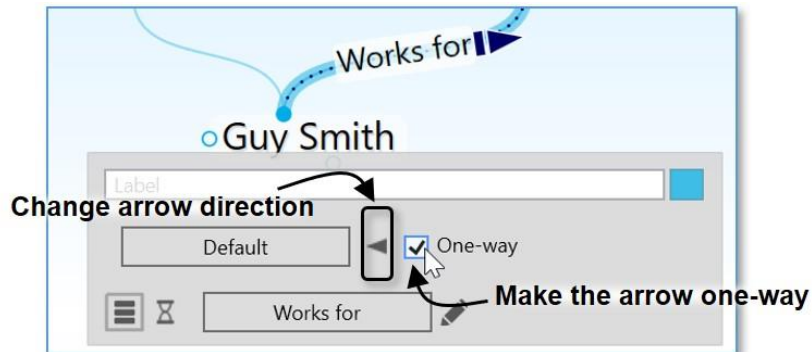 Works for
Guy Smith
Label
Change arrow direction
Default
One-way
Make the arrow one-way
Works for